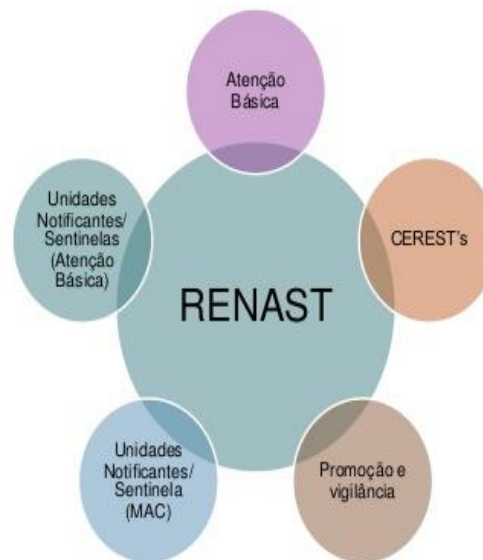 Atenção
Básica
Unidades
Notificantes/
Sentinelas
(Atenção
Básica)
CEREST's
RENAST
Unidades
Notificantes/
Sentinela
(MAC)
Promoção e
vigilância